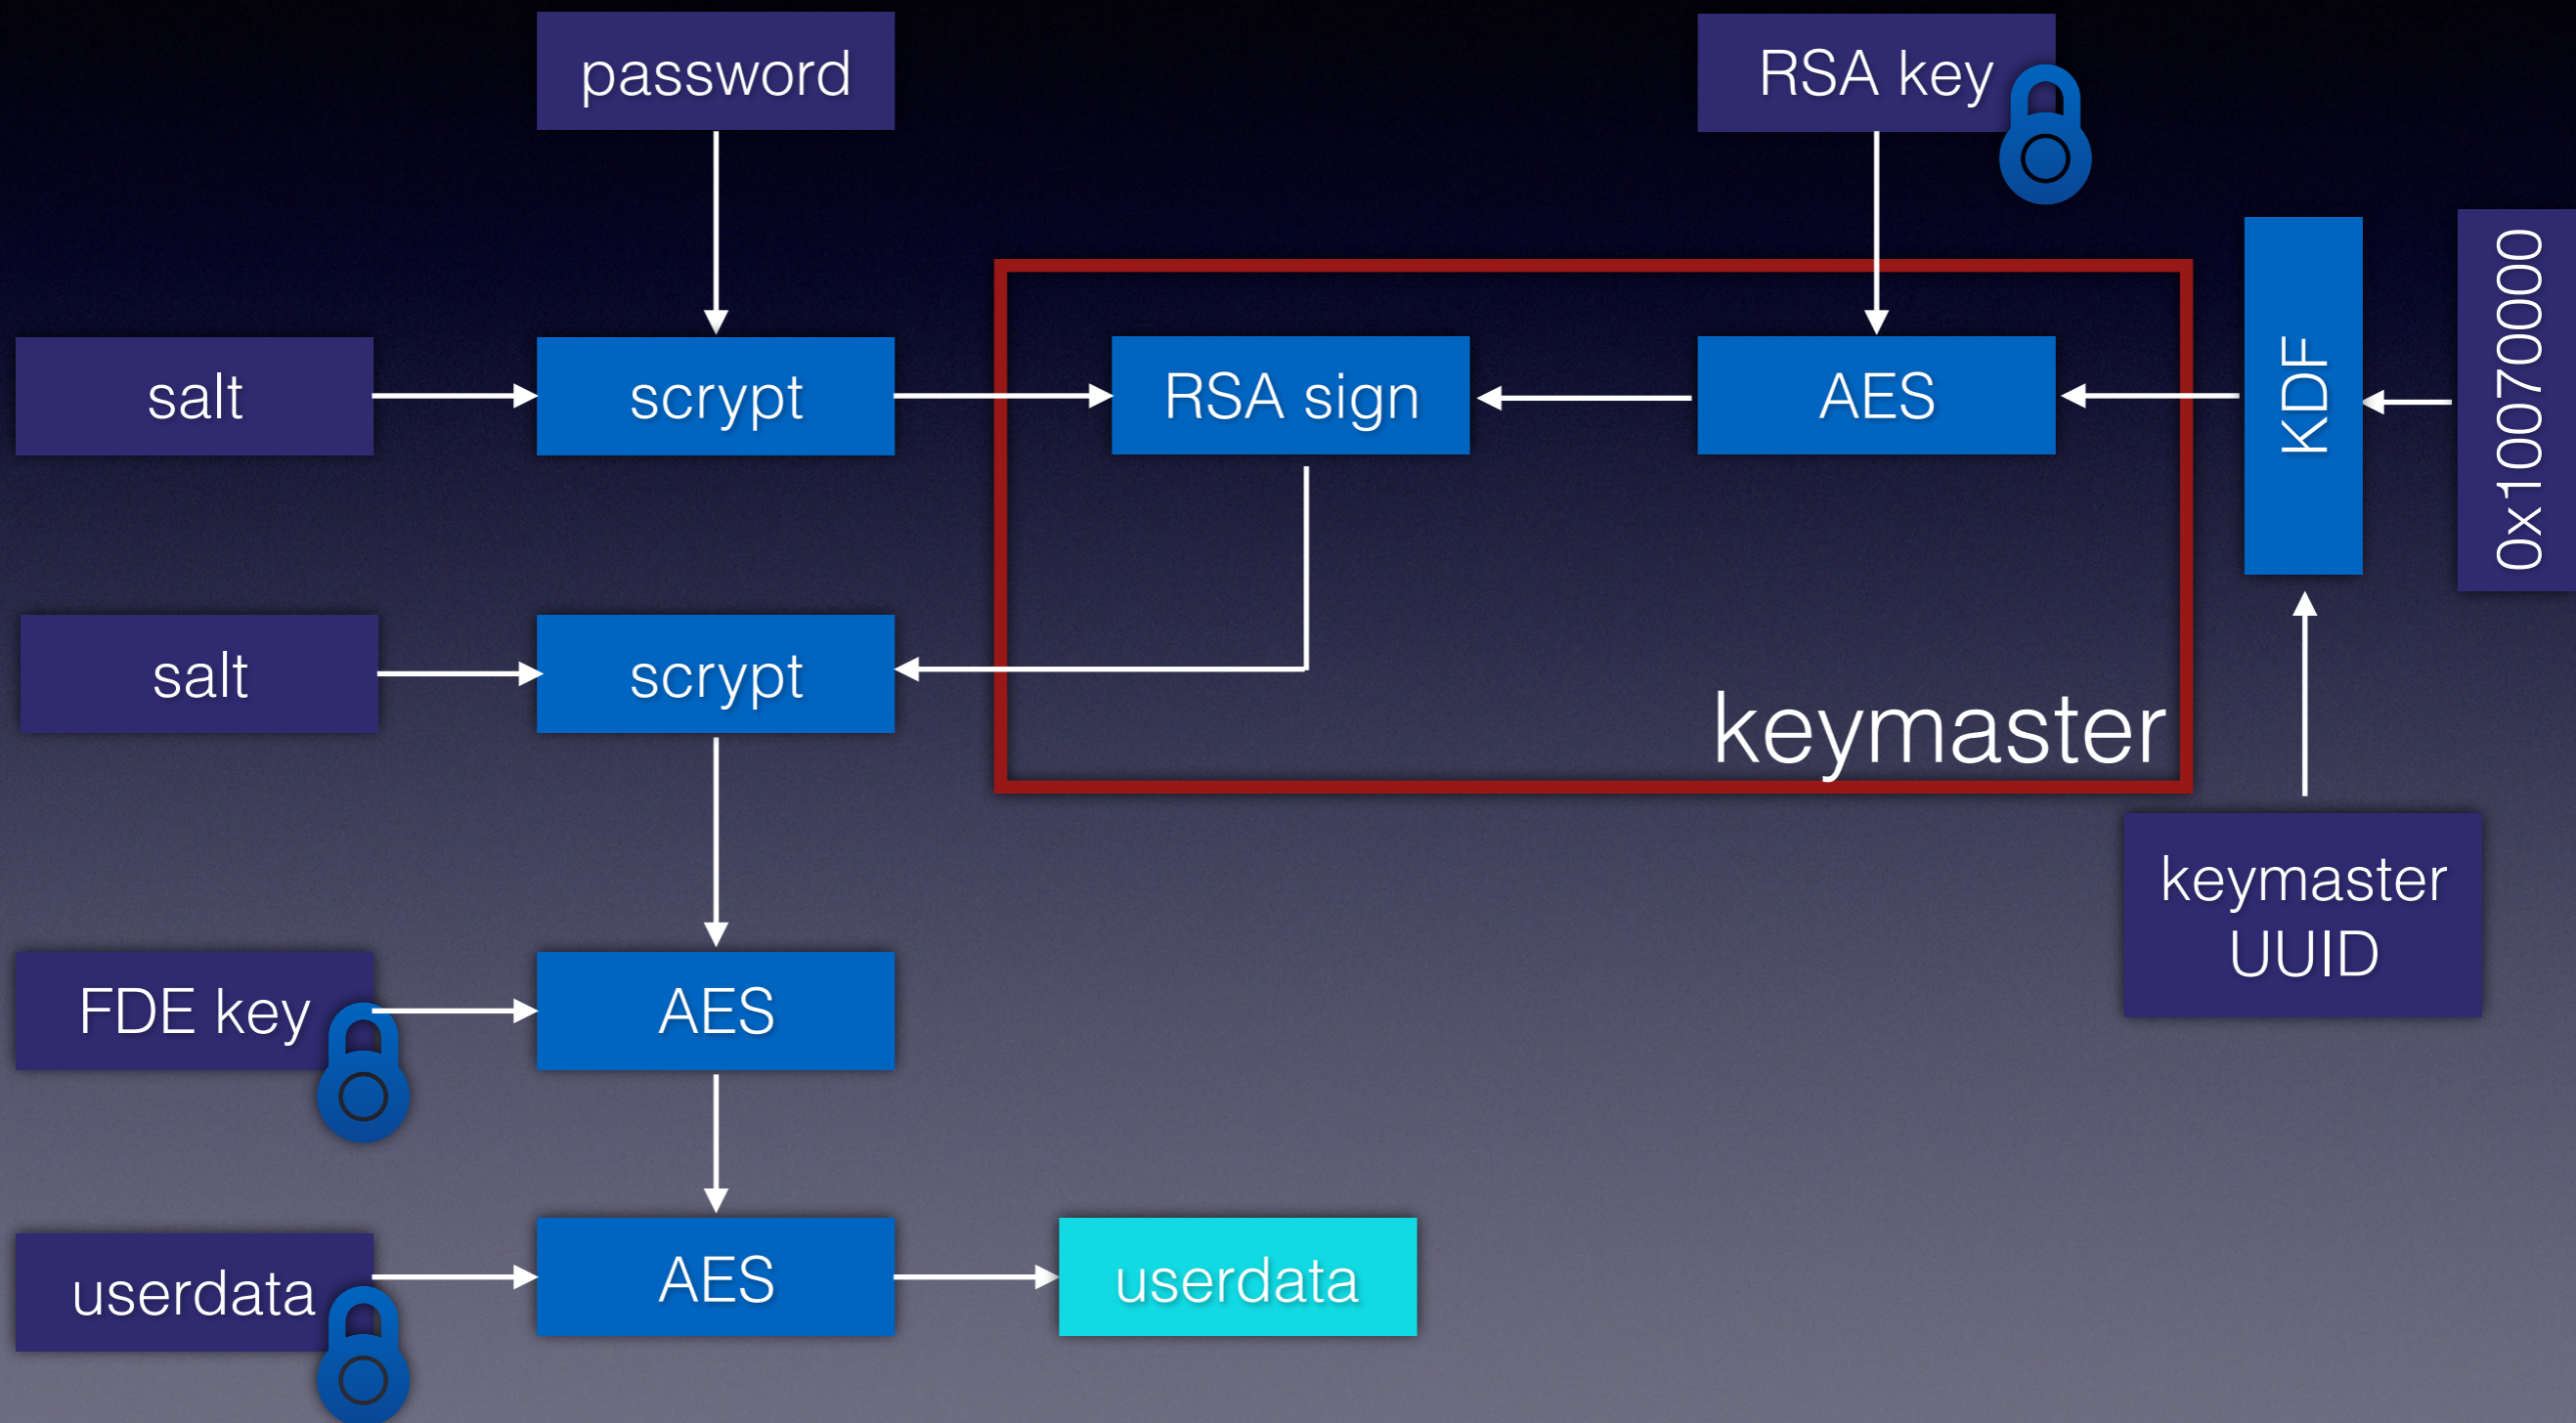 password
RSA key
salt
scrypt
RSA sign
AES
KDF
0x10070000
salt
scrypt
keymaster
keymaster
UUID
FDE key
AES
userdata
AES
userdata